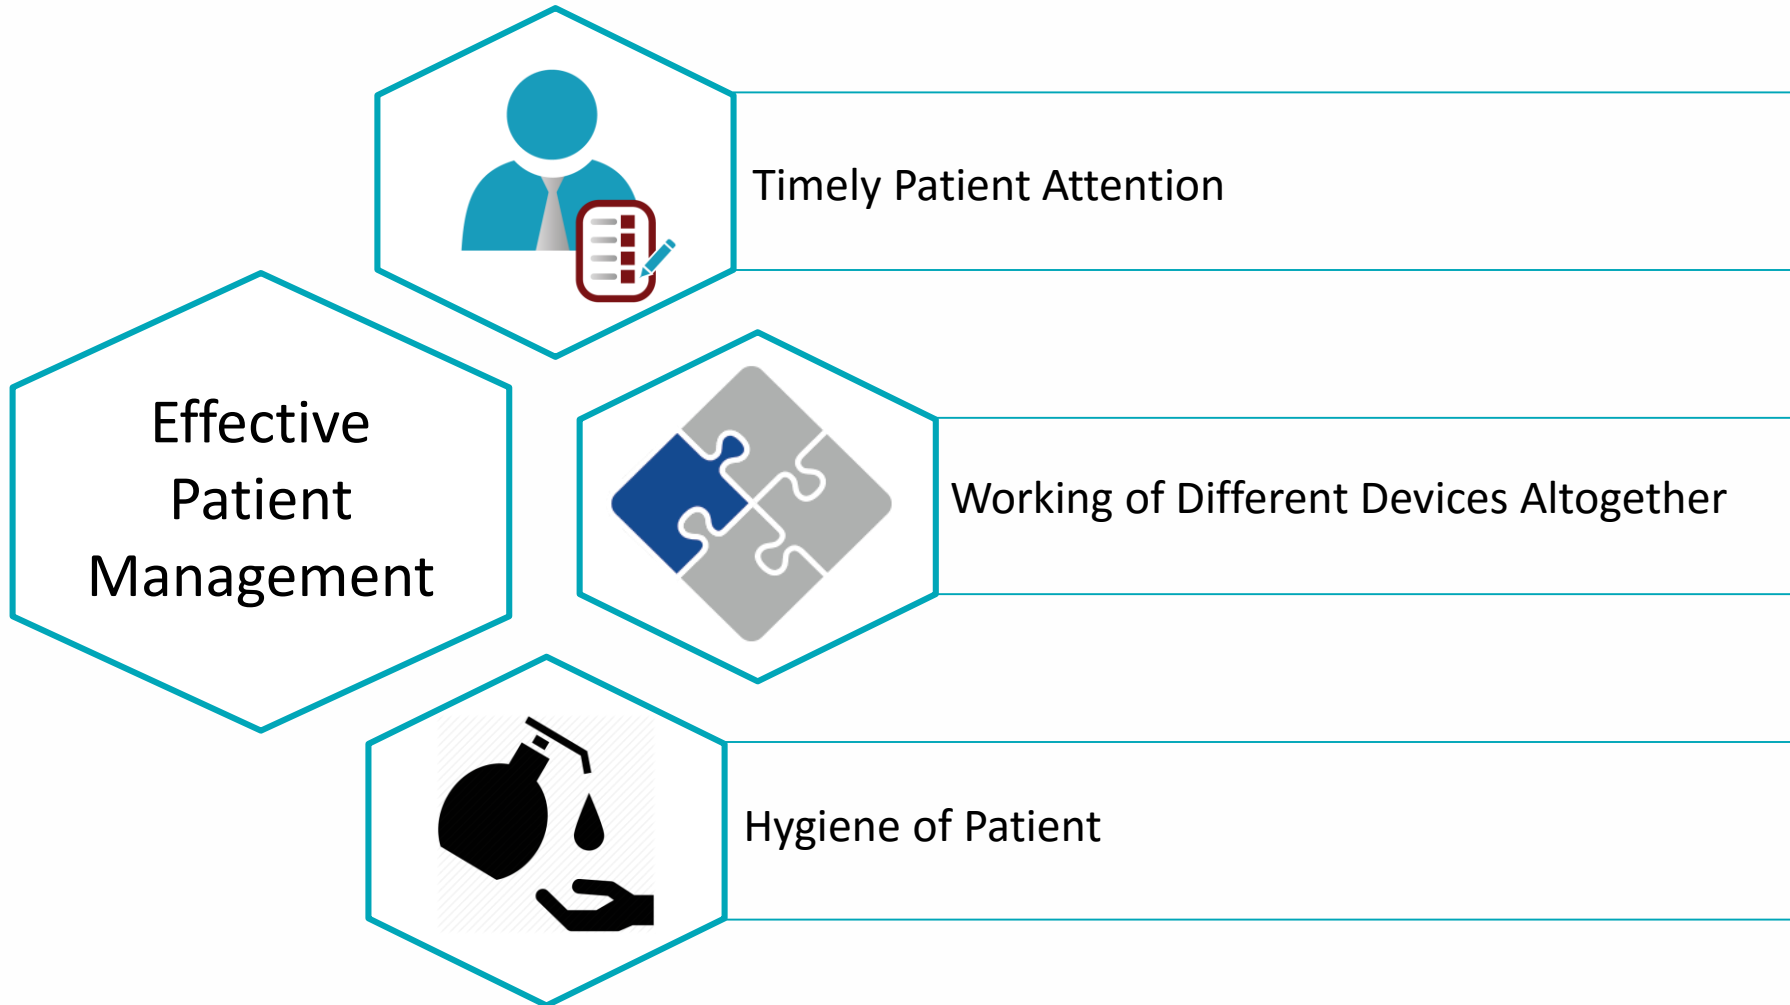 Timely Patient Attention
Effective
Patient
Management
Working of Different Devices Altogether
Hygiene of Patient